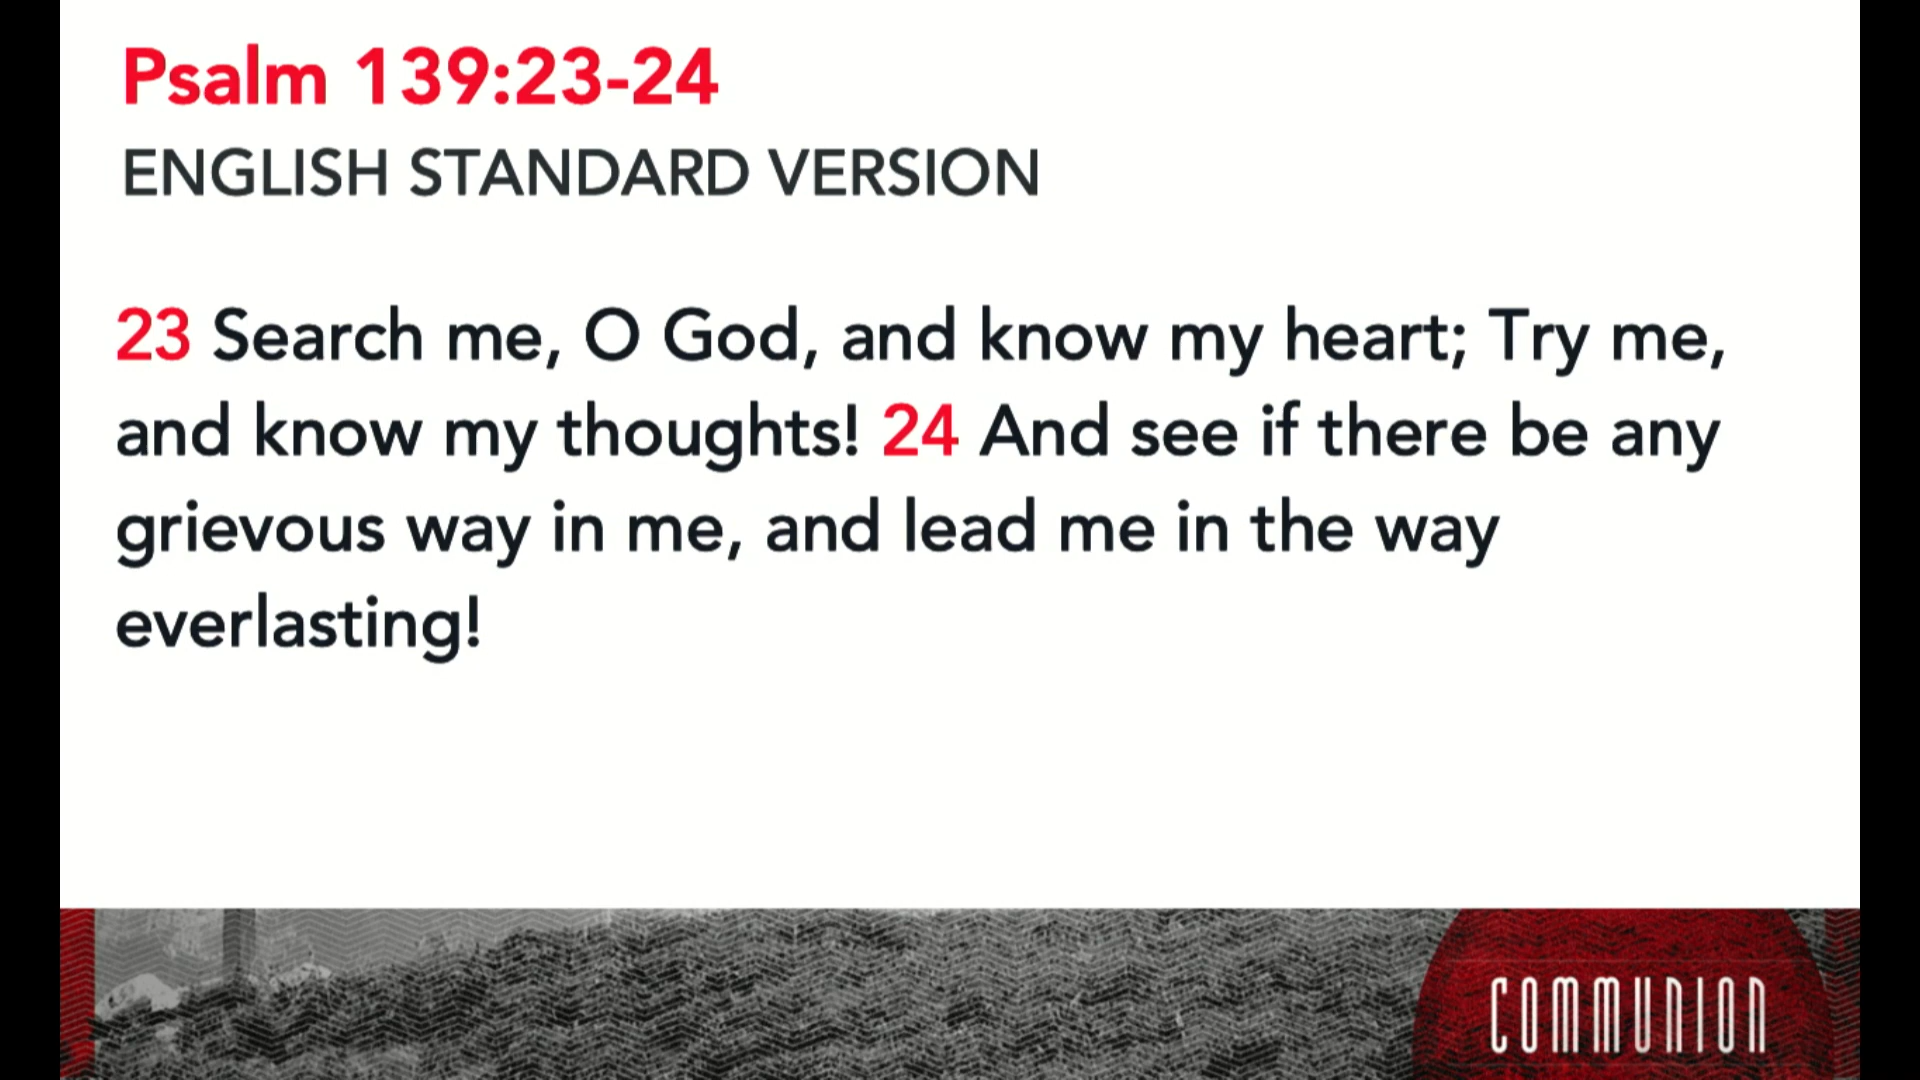 Psalm 139:23-24
ENGLISH STANDARD VERSION
23 Search me, O God, and know my heart; Try me,
and know my thoughts! 24 And see if there be any
grievous way in me, and lead me in the way
everlasting!
COMMUNION